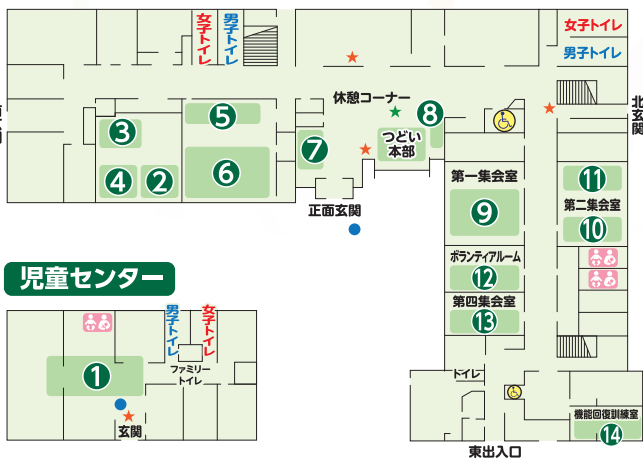 女子トイレ
男子トイレ
女子トイレ
男子トイレ
休憩コーナー
北玄関
⑤
⑧
③
つどい
本部
⑦
④
②
⑥
第一集会室
⑪
正面玄関
⑨
第二集会室
⑩
ボランティアルーム
⑫
児童センター
第四集会室
⑬
男子トイレ
女子トイレ
①
ファミリー
トイレ
トイレ
玄関
機能回復訓練室
⑭
東出入口